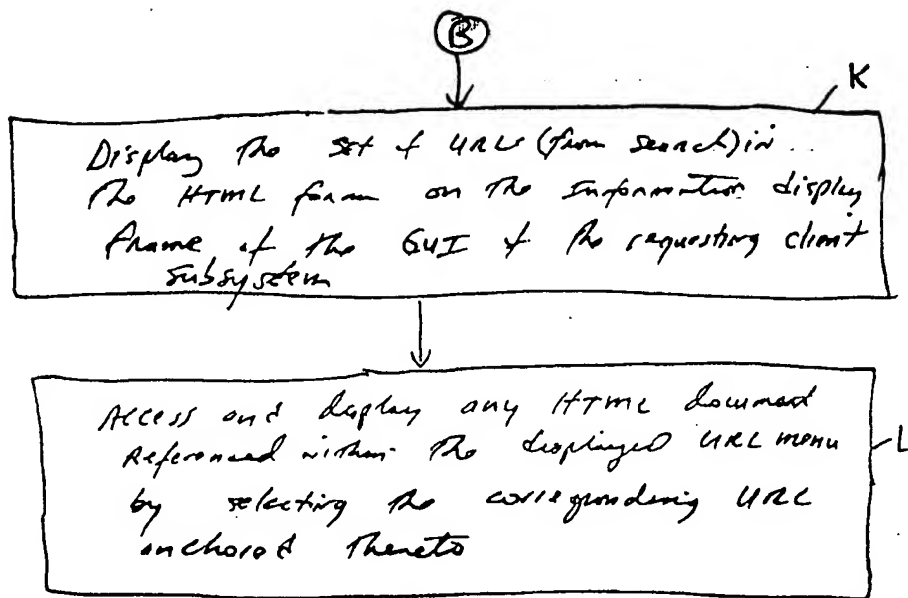 B
K
Display the set of URLs (from search) in
the HTML form on the Information display
frame of the GUI of the requesting client
subsystem
Access and display any HTML document
Referenced within the displayed URL menu
L
by selecting the corresponding URL
anchored thereto